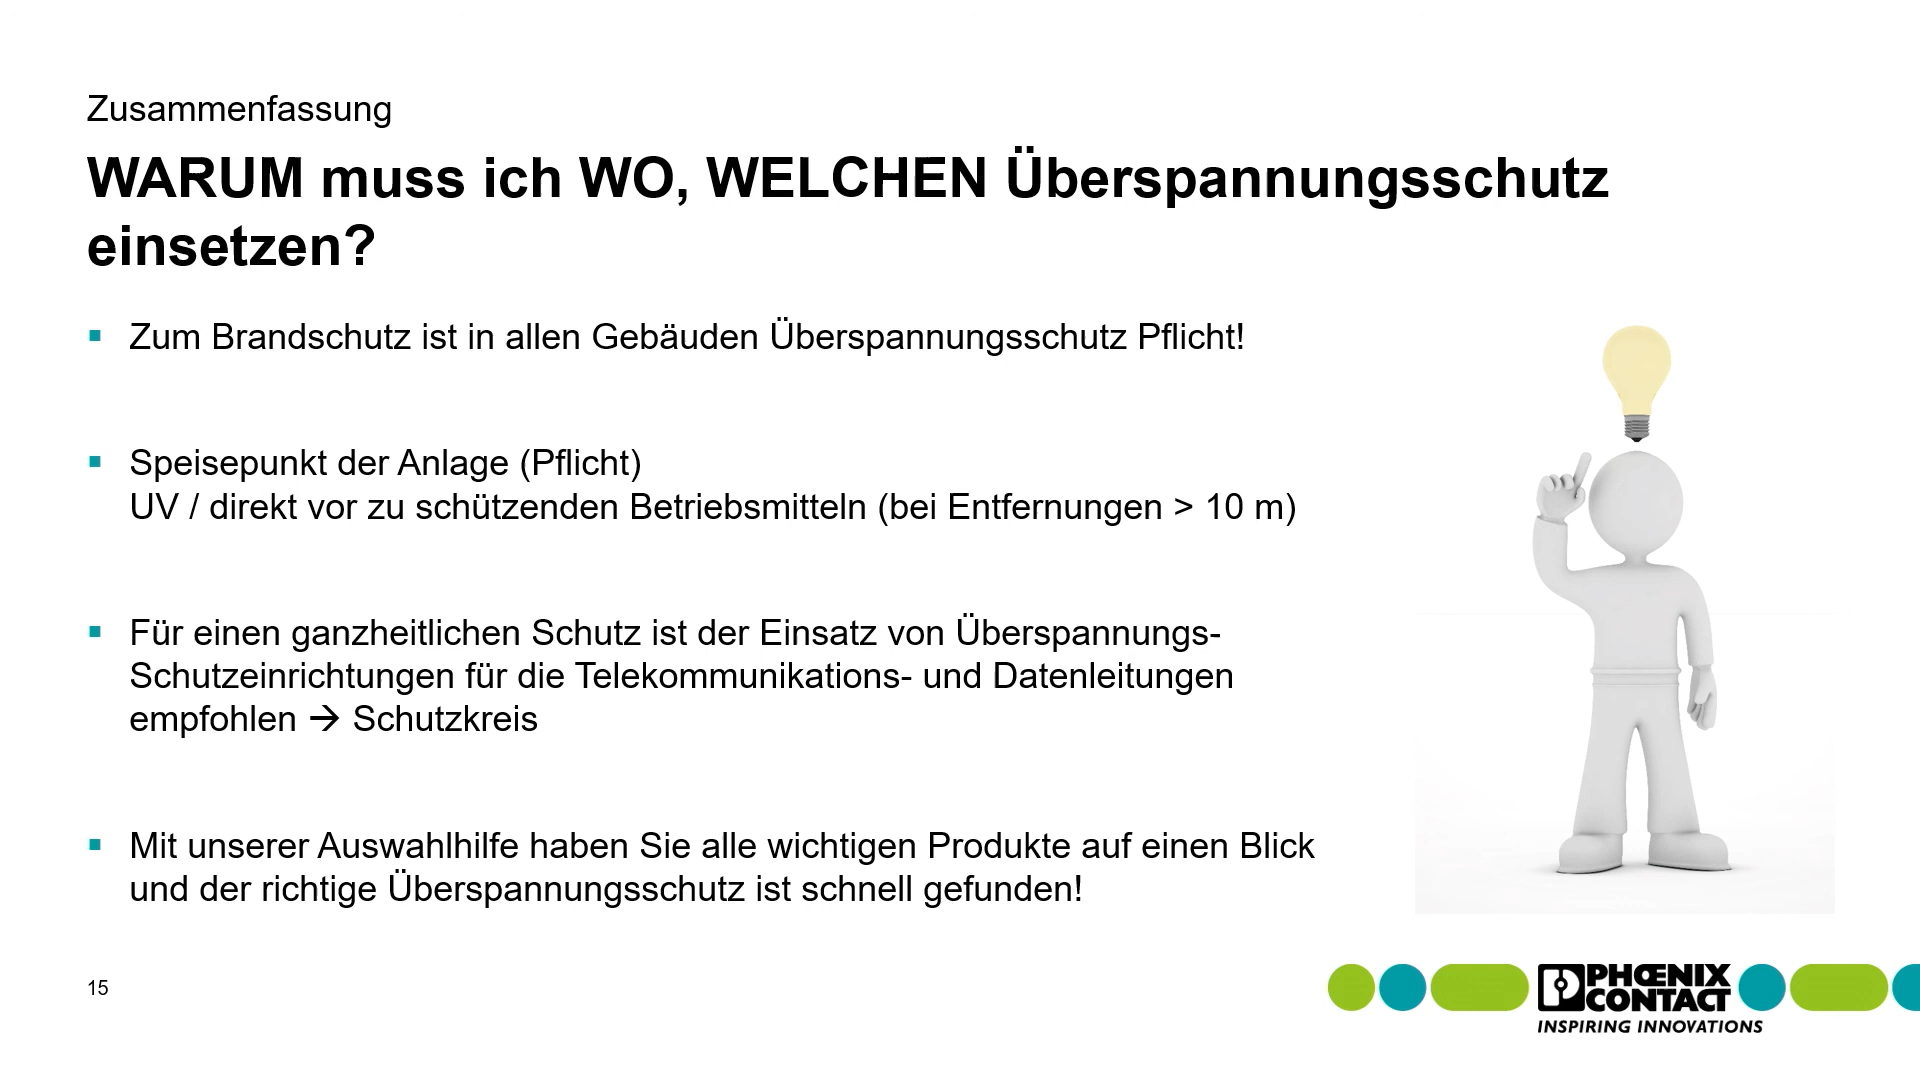 Zusammenfassung
WARUM muss ich WO, WELCHEN Überspannungsschutz
einsetzen?
▪ Zum Brandschutz ist in allen Gebäuden Überspannungsschutz Pflicht!
▪ Speisepunkt der Anlage (Pflicht)
UV / direkt vor zu schützenden Betriebsmitteln (bei Entfernungen > 10 m)
▪ Für einen ganzheitlichen Schutz ist der Einsatz von Überspannungs-
Schutzeinrichtungen für die Telekommunikations- und Datenleitungen
empfohlen → Schutzkreis
▪ Mit unserer Auswahlhilfe haben Sie alle wichtigen Produkte auf einen Blick
und der richtige Überspannungsschutz ist schnell gefunden!
15
PHŒNIX
CONTACT
INSPIRING INNOVATIONS